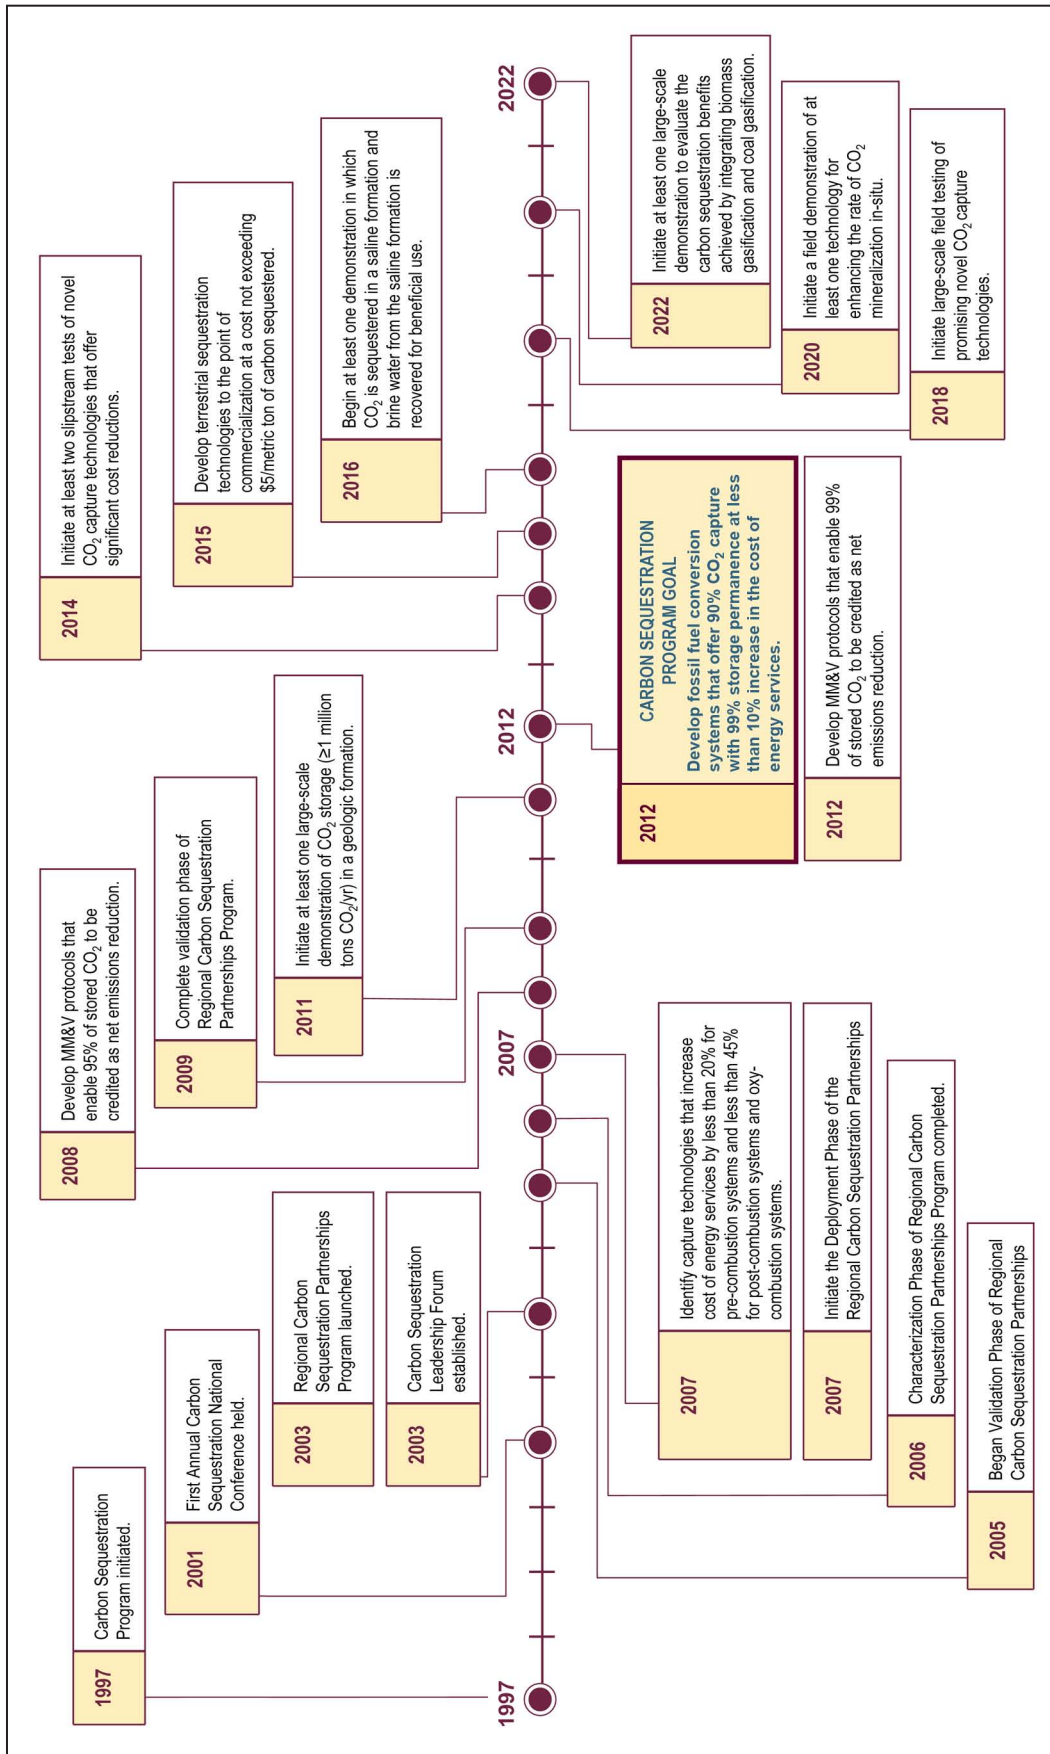 1997
Carbon Sequestration
Program initiated.
2001
First Annual Carbon
Sequestration National
Conference held.
2003
Regional Carbon
Sequestration Partnerships
Program launched.
2003
Carbon Sequestration
Leadership Forum
established.
2008
Develop MM&V protocols that
enable 95% of stored CO₂ to be
credited as net emissions reduction.
2009
Complete validation phase of
Regional Carbon Sequestration
Partnerships Program.
2011
Initiate at least one large-scale
demonstration of CO₂ storage (≥1 million
tons CO₂/yr) in a geologic formation.
2014
Initiate at least two slipstream tests of novel
CO₂ capture technologies that offer
significant cost reductions.
2015
Develop terrestrial sequestration
technologies to the point of
commercialization at a cost not exceeding
$5/metric ton of carbon sequestered.
2016
Begin at least one demonstration in which
CO₂ is sequestered in a saline formation and
brine water from the saline formation is
recovered for beneficial use.
1997
2007
2012
2022
2007
Identify capture technologies that increase
cost of energy services by less than 20% for
pre-combustion systems and less than 45%
for post-combustion systems and oxy-
combustion systems.
2007
Initiate the Deployment Phase of the
Regional Carbon Sequestration Partnerships
2006
Characterization Phase of Regional Carbon
Sequestration Partnerships Program completed.
2005
Began Validation Phase of Regional
Carbon Sequestration Partnerships
2012
CARBON SEQUESTRATION
PROGRAM GOAL
Develop fossil fuel conversion
systems that offer 90% CO₂ capture
with 99% storage permanence at less
than 10% increase in the cost of
energy services.
2012
Develop MM&V protocols that enable 99%
of stored CO₂ to be credited as net
emissions reduction.
2022
Initiate at least one large-scale
demonstration to evaluate the
carbon sequestration benefits
achieved by integrating biomass
gasification and coal gasification.
2020
Initiate a field demonstration of at
least one technology for
enhancing the rate of CO₂
mineralization in-situ.
2018
Initiate large-scale field testing of
promising novel CO₂ capture
technologies.